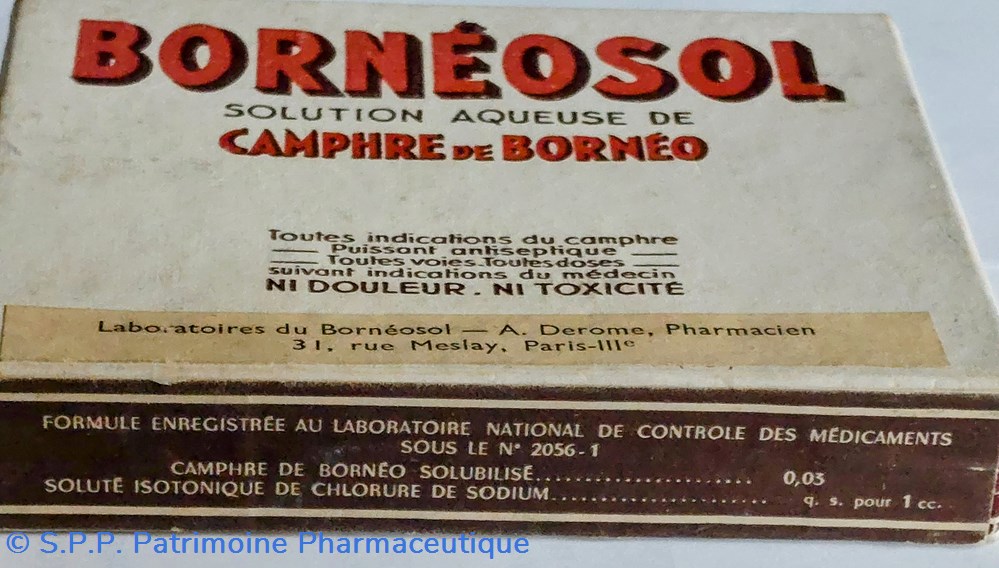 BORNÉOSOL
SOLUTION AQUEUSE DE
CAMPHRE DE BORNÉO
Toutes indications du camphre
Puissant antiseptique
Toutes voies-Toutes doses
suivant indications du médecin
NI DOULEUR. NI TOXICITÉ
Laboratoires du Bornéosol — A. Derome, Pharmacien
31, rue Meslay, Paris-IIIe
FORMULE ENREGISTRÉE AU LABORATOIRE NATIONAL DE CONTROLE DES MÉDICAMENTS
SOUS LE N° 2056-1
CAMPHRE DE BORNÉO SOLUBILISÉ........................ 0,03
SOLUTÉ ISOTONIQUE DE CHLORURE DE SODIUM........................ q. s. pour 1 cc.
© S.P.P. Patrimoine Pharmaceutique